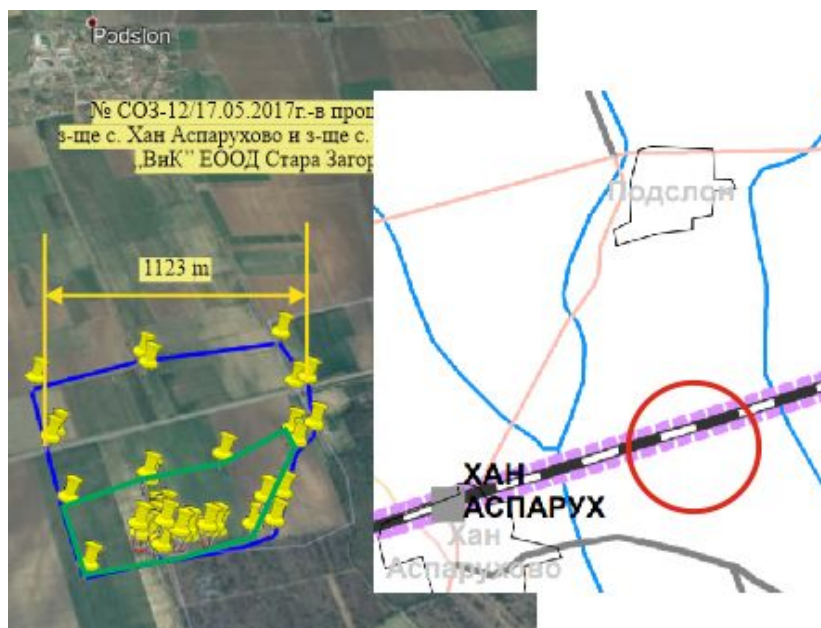 Podslon
№ СОЗ-12/17.05.2017г.-в проц
з-ще с. Хан Аспарухово и з-ще с.
„ВиК” ЕООД Стара Загор
1123 m
Подслон
ХАН
АСПАРУХ
Хан
Аспарухово